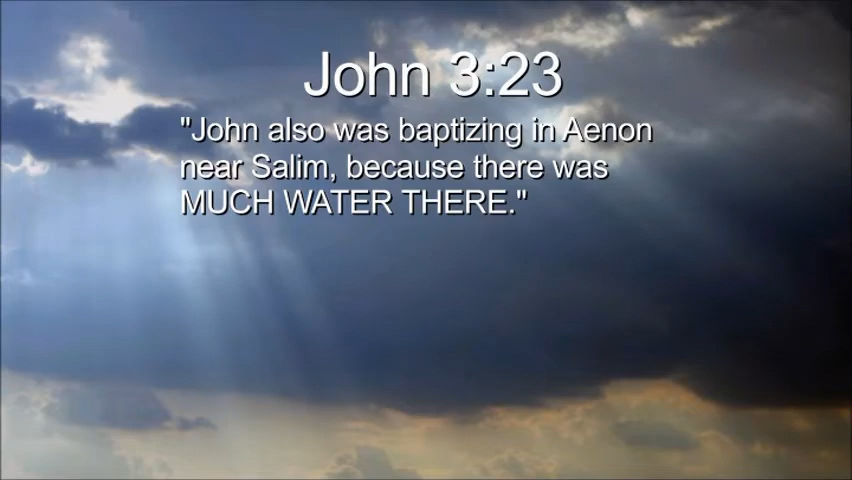 John 3:23
"John also was baptizing in Aenon
near Salim, because there was
MUCH WATER THERE."